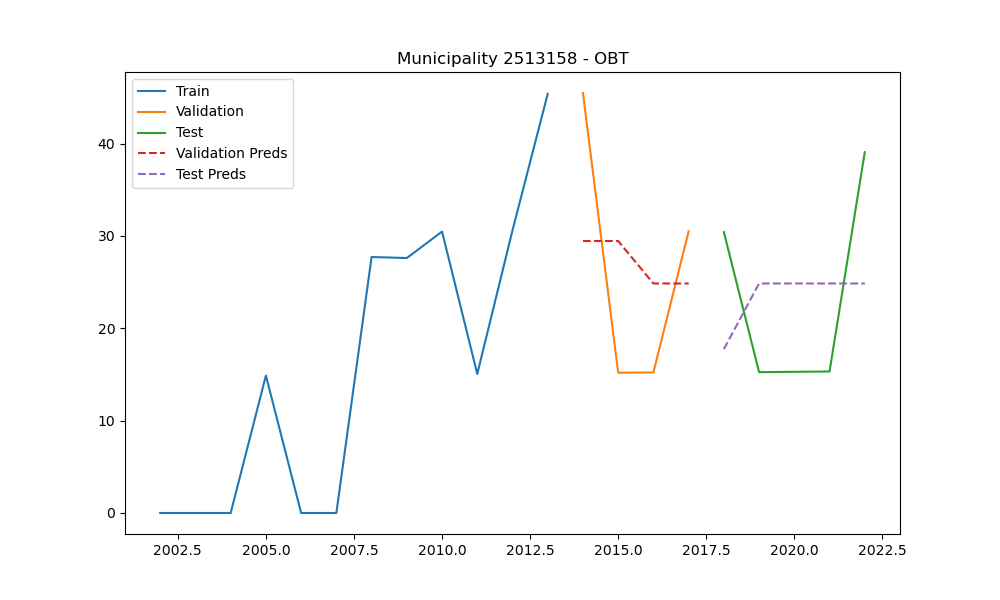 Municipality 2513158 - OBT
Train
Validation
Test
Validation Preds
Test Preds
40
30
20
10
0
2002.5 2005.0 2007.5 2010.0 2012.5 2015.0 2017.5 2020.0 2022.5